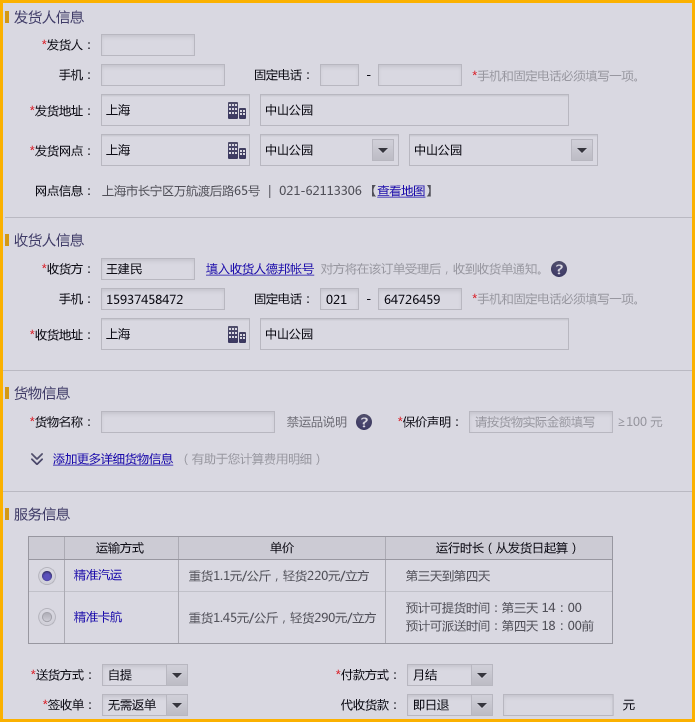 发货人信息
*发货人：
手机： 固定电话： - *手机和固定电话必须填写一项。
*发货地址： 上海 中山公园
*发货网点： 上海 中山公园 中山公园
网点信息： 上海市长宁区万航渡后路65号 | 021-62113306 【查看地图】
收货人信息
*收货方： 王建民 填入收货人德邦帐号 对方将在该订单受理后，收到收货单通知。 ?
手机： 15937458472 固定电话： 021 - 64726459 *手机和固定电话必须填写一项。
*收货地址： 上海 中山公园
货物信息
*货物名称： 禁运品说明 ? *保价声明： 请按货物实际金额填写 ≥100 元
添加更多详细货物信息 （有助于您计算费用明细）
服务信息
运输方式 单价 运行时长（从发货日起算）
精准汽运 重货1.1元/公斤，轻货220元/立方 第三天到第四天
精准卡航 重货1.45元/公斤，轻货290元/立方 预计可提货时间：第三天 14：00
预计可派送时间：第四天 18：00前
*送货方式： 自提 *付款方式： 月结
*签收单： 无需返单 代收货款： 即日退 元